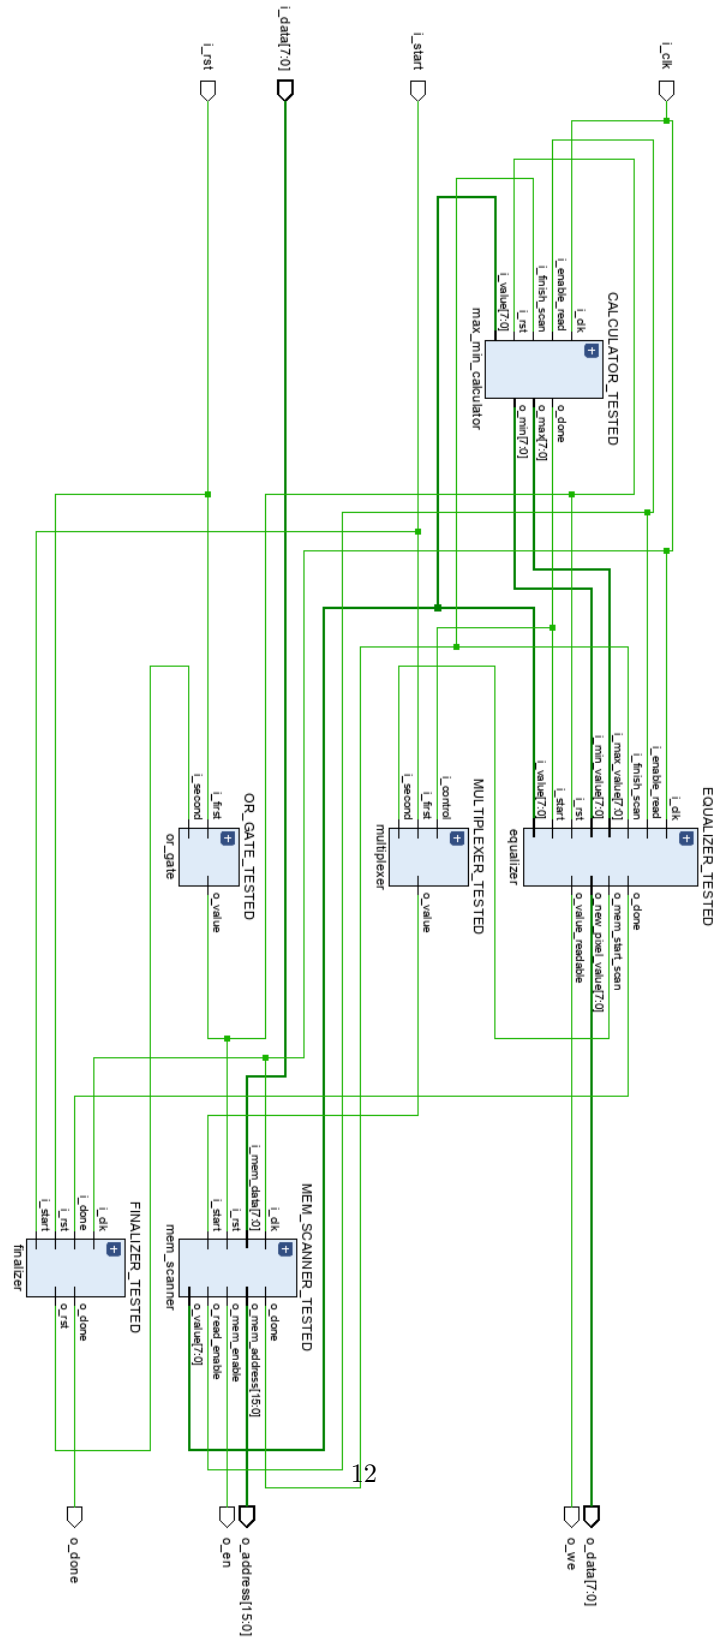 i_rst
i_data[7:0]
i_start
i_clk
CALCULATOR_TESTED
i_clk
i_enable_read
i_finish_scan
i_rst
i_value[7:0]
max_min_calculator
o_done
o_max[7:0]
o_min[7:0]
EQUALIZER_TESTED
i_clk
i_enable_read
i_finish_scan
i_max_value[7:0]
i_min_value[7:0]
i_rst
i_start
i_value[7:0]
equalizer
o_done
o_mem_start_scan
o_new_pixel_value[7:0]
o_value_readable
MULTIPLEXER_TESTED
i_control
i_first
i_second
multiplexer
o_value
OR_GATE_TESTED
i_first
i_second
or_gate
o_value
MEM_SCANNER_TESTED
i_clk
i_mem_data[7:0]
i_rst
i_start
mem_scanner
o_done
o_mem_address[15:0]
o_mem_enable
o_read_enable
o_value[7:0]
FINALIZER_TESTED
i_clk
i_done
i_rst
i_start
finalizer
o_done
o_rst
12
o_done
o_en
o_address[15:0]
o_we
o_data[7:0]